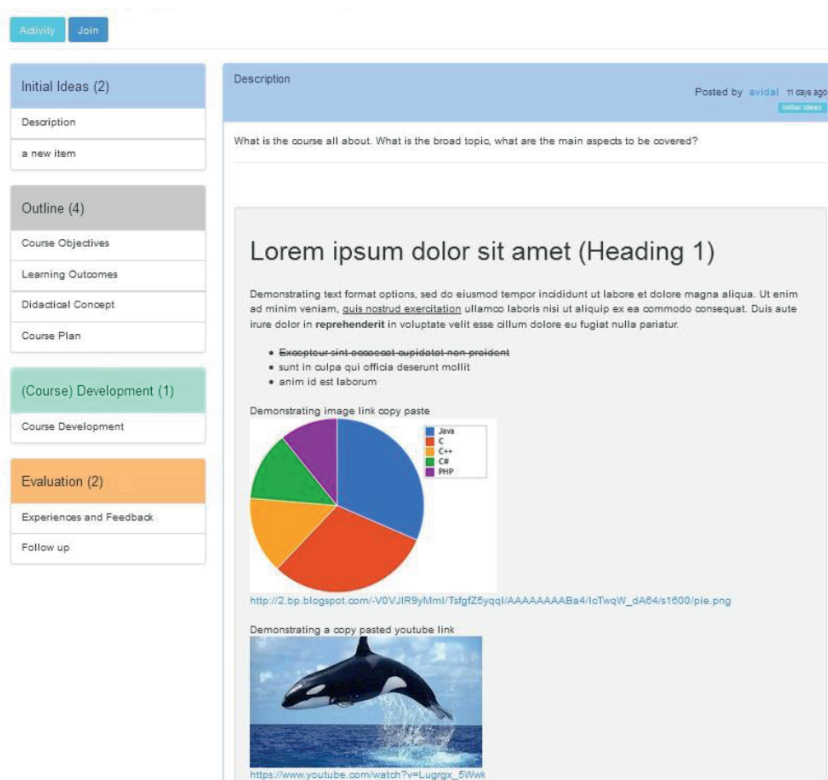 Activity
Join
Initial Ideas (2)
Description
a new item
Outline (4)
Course Objectives
Learning Outcomes
Didactical Concept
Course Plan
(Course) Development (1)
Course Development
Evaluation (2)
Experiences and Feedback
Follow up
Description
Posted by avidal 11 days ago
Initial Ideas
What is the course all about. What is the broad topic, what are the main aspects to be covered?
Lorem ipsum dolor sit amet (Heading 1)
Demonstrating text format options, sed do eiusmod tempor incididunt ut labore et dolore magna aliqua. Ut enim
ad minim veniam, quis nostrud exercitation ullamco laboris nisi ut aliquip ex ea commodo consequat. Duis aute
irure dolor in reprehenderit in voluptate velit esse cillum dolore eu fugiat nulla pariatur.
Excepteur sint occaecat cupidatat non proident
sunt in culpa qui officia deserunt mollit
anim id est laborum
Demonstrating image link copy paste
Java
C
C++
C#
PHP
http://2.bp.blogspot.com/-V0VJIR9yMmI/TsfgfZ5yqqI/AAAAAAAABa4/IcTwqW_dA64/s1600/pie.png
Demonstrating a copy pasted youtube link
https://www.youtube.com/watch?v=Lugrgx_5Wwk